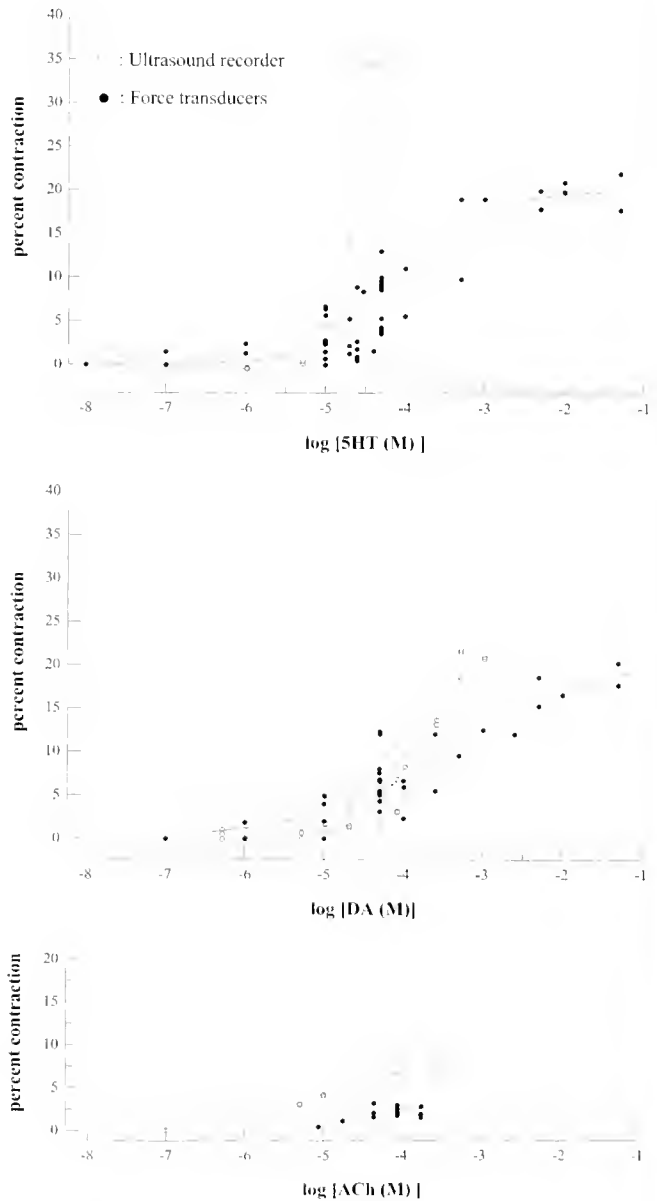 40
35
: Ultrasound recorder
30
: Force transducers
25
20
15
10
5
0
percent contraction
-8 -7 -6 -5 -4 -3 -2 -1
log [5HT (M) ]
40
35
30
25
20
15
10
5
0
percent contraction
-8 -7 -6 -5 -4 -3 -2 -1
log [DA (M)]
20
15
10
5
0
percent contraction
-8 -7 -6 -5 -4 -3 -2 -1
log [ACh (M) ]